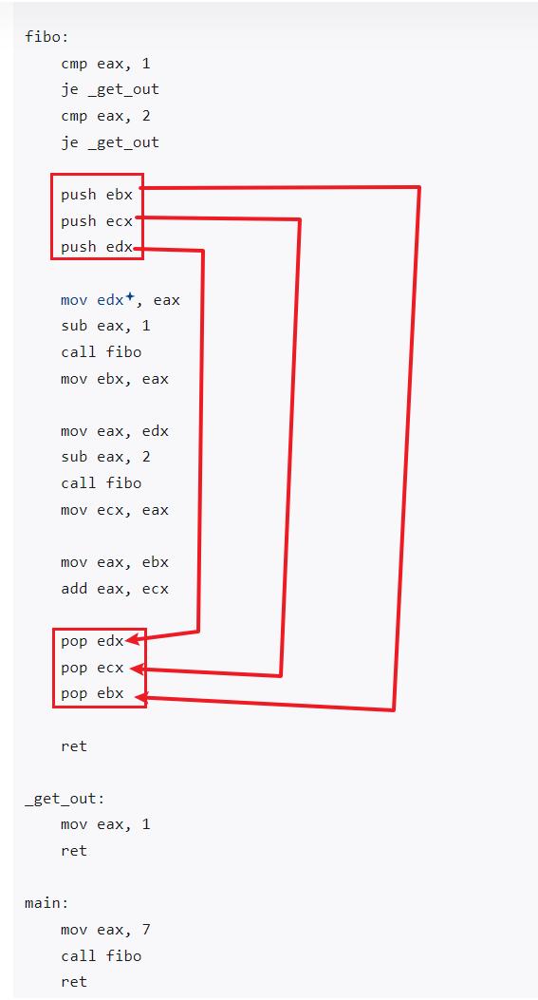 fibo:
    cmp eax, 1
    je _get_out
    cmp eax, 2
    je _get_out

    push ebx
    push ecx
    push edx

    mov edx✦, eax
    sub eax, 1
    call fibo
    mov ebx, eax

    mov eax, edx
    sub eax, 2
    call fibo
    mov ecx, eax

    mov eax, ebx
    add eax, ecx

    pop edx
    pop ecx
    pop ebx

    ret

_get_out:
    mov eax, 1
    ret

main:
    mov eax, 7
    call fibo
    ret